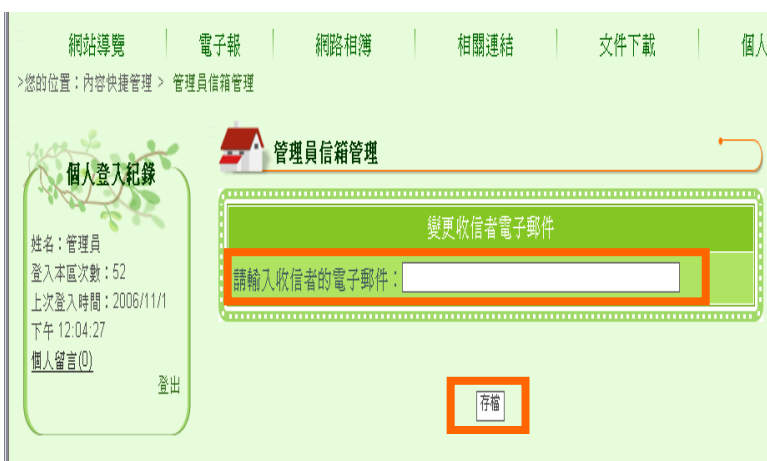 網站導覽 電子報 網路相簿 相關連結 文件下載 個人
>您的位置：內容快捷管理 > 管理員信箱管理
個人登入紀錄
姓名：管理員
登入本區次數：52
上次登入時間：2006/11/1
下午 12:04:27
個人留言(0)
登出
管理員信箱管理
變更收信者電子郵件
請輸入收信者的電子郵件：
存檔